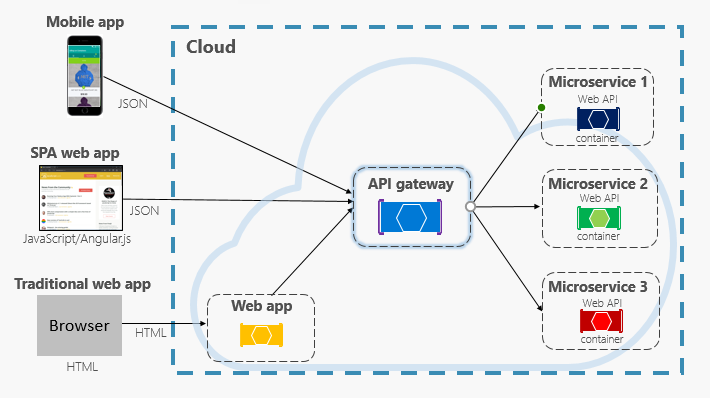 Mobile app
JSON
SPA web app
JSON
JavaScript/Angular.js
Traditional web app
Browser
HTML
HTML
Cloud
Web app
API gateway
Microservice 1
Web API
container
Microservice 2
Web API
container
Microservice 3
Web API
container